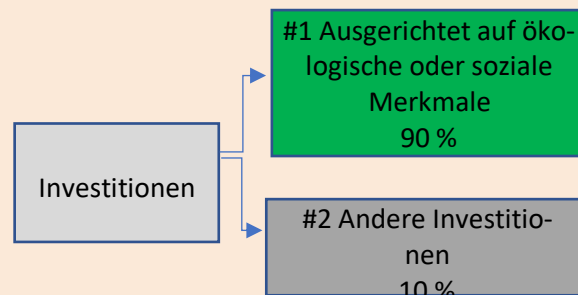 #1 Ausgerichtet auf öko-
logische oder soziale
Merkmale
90 %
Investitionen
#2 Andere Investitio-
nen
10 %